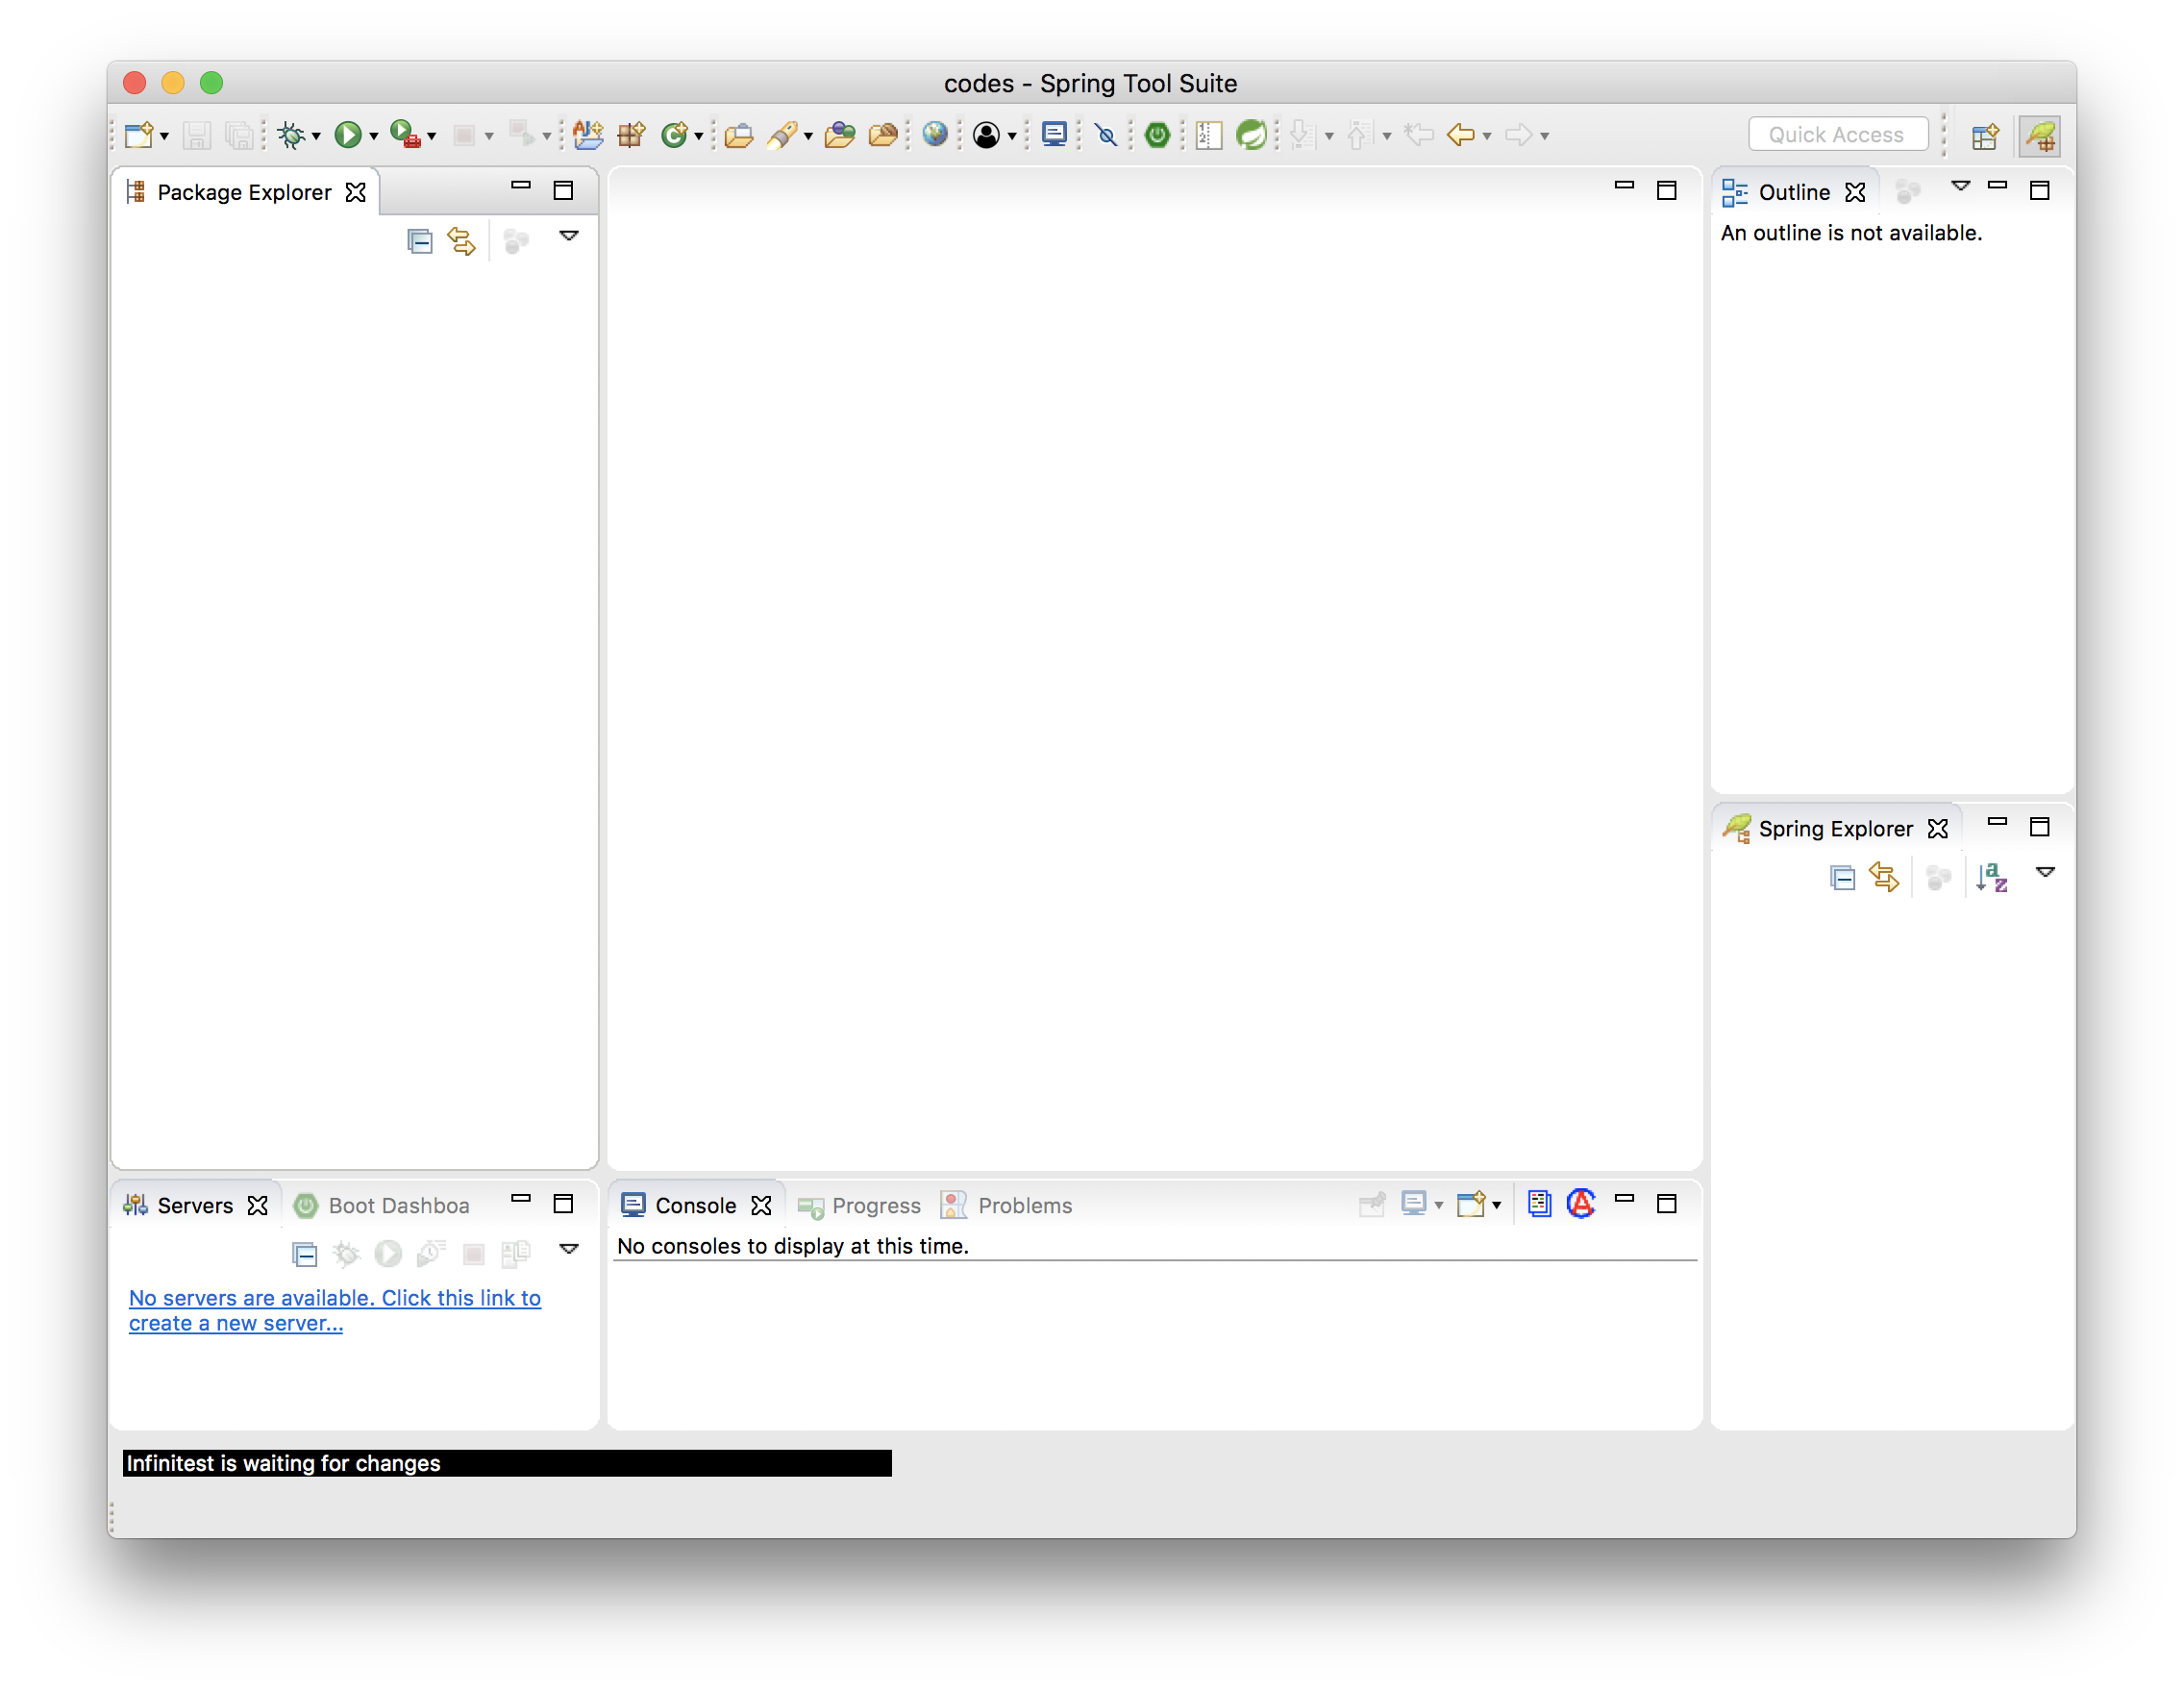 codes - Spring Tool Suite
Quick Access
Package Explorer
Outline
An outline is not available.
Spring Explorer
Servers
Boot Dashboa
No servers are available. Click this link to
create a new server...
Console
Progress
Problems
No consoles to display at this time.
Infinitest is waiting for changes